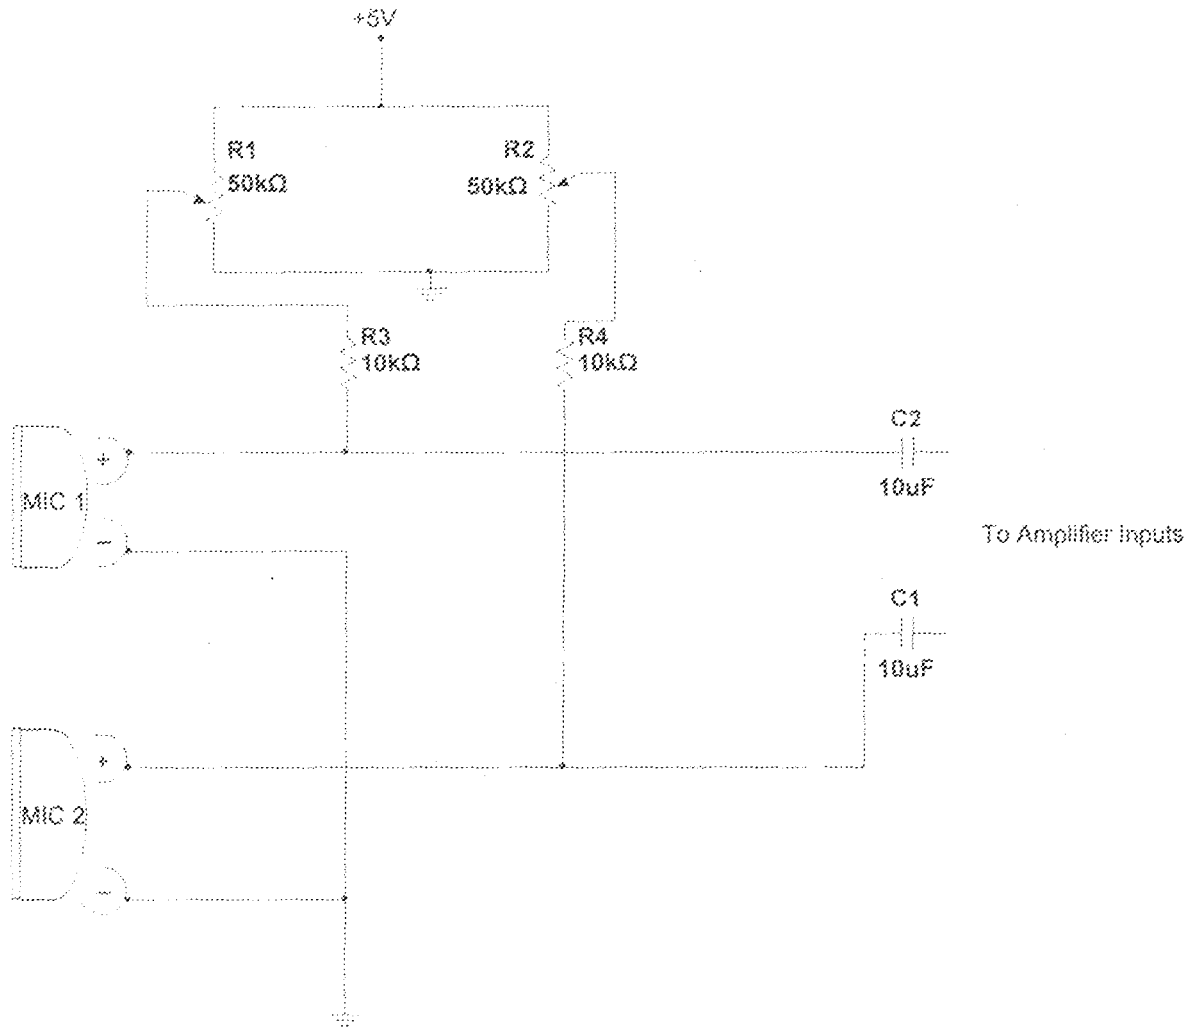 +5V
R1
50kΩ
R2
50kΩ
R3
10kΩ
R4
10kΩ
C2
10uF
MIC 1
+
−
To Amplifier Inputs
C1
10uF
MIC 2
+
−